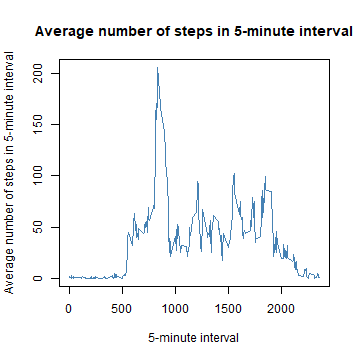 Average number of steps in 5-minute interval
Average number of steps in 5-minute interval
200
150
100
50
0
0 500 1000 1500 2000
5-minute interval